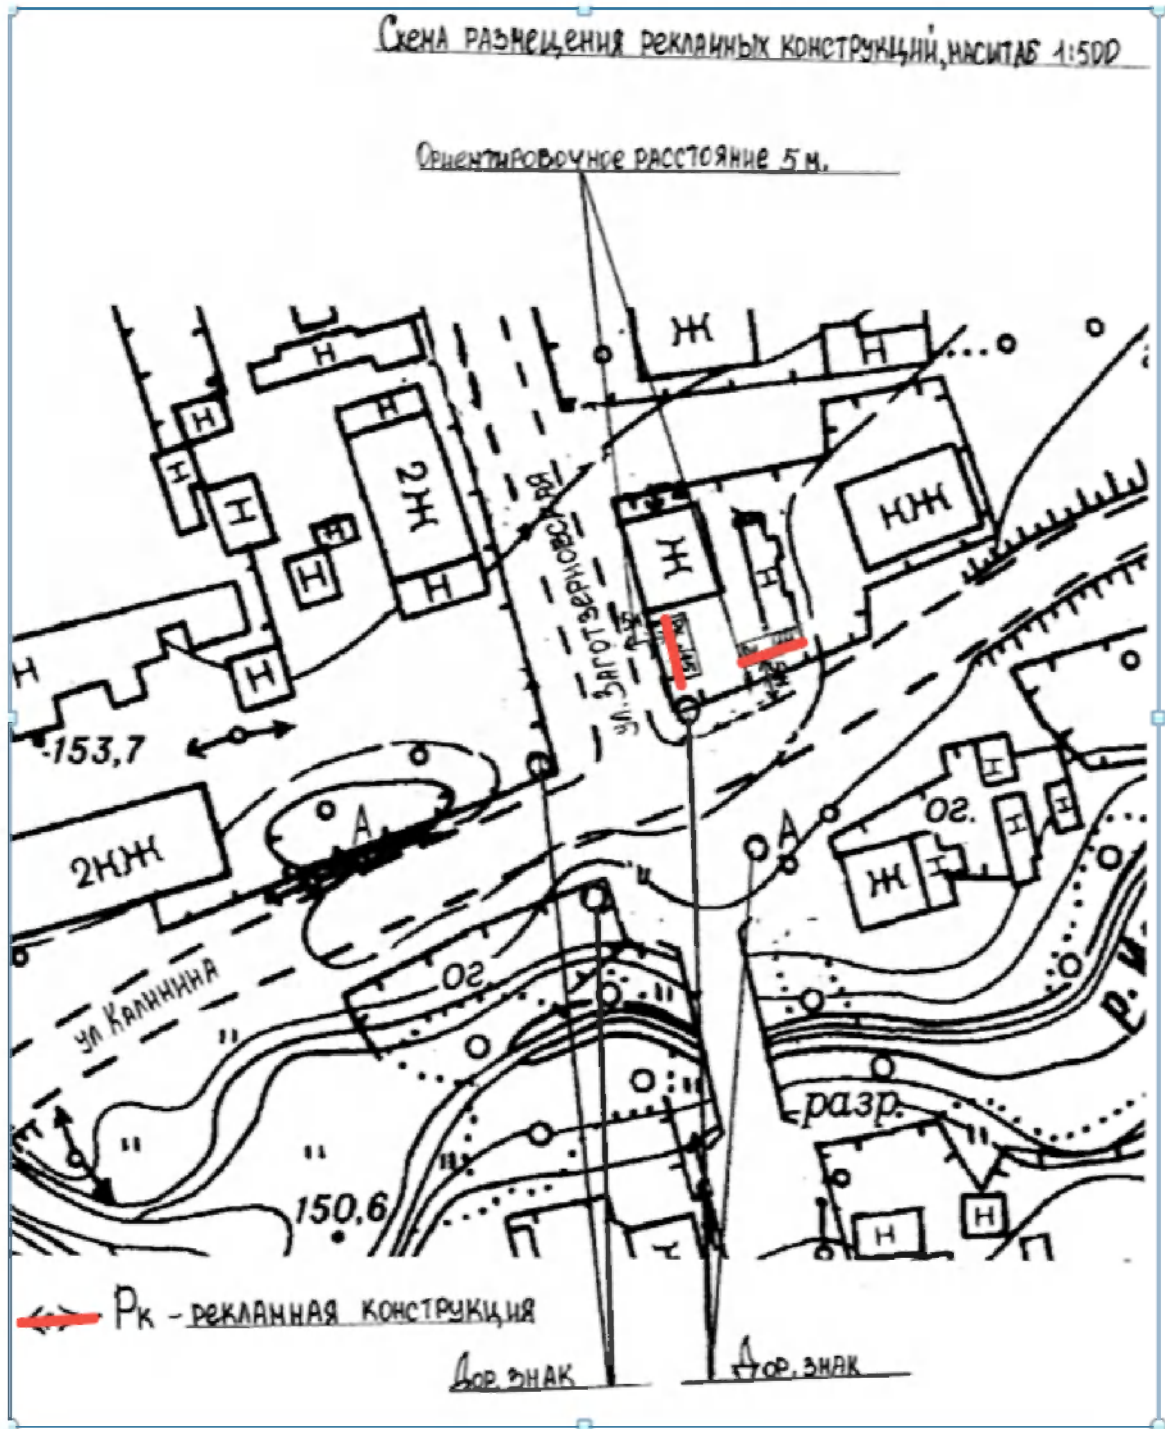 Схема размещения рекламных конструкций, масштаб 1:500
Ориентировочное расстояние 5 м.
Ж
Н
Н
Н
Н
2Ж
Н
Н
Н
Н
Н
Н
ул. Заготзерновская
Ж
Н
КЖ
Н
Н
-153,7
2КЖ
А
А
ог.
Н
Н
Н
Ж
Н
ог.
ул Калинина
р. И
разр.
150,6
Н
Н
Рк - рекламная конструкция
Дор. знак
Дор. знак